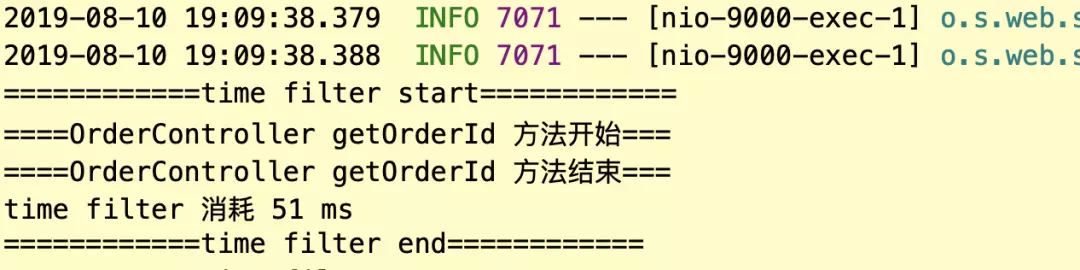 2019-08-10 19:09:38.379  INFO 7071 --- [nio-9000-exec-1] o.s.web.s
2019-08-10 19:09:38.388  INFO 7071 --- [nio-9000-exec-1] o.s.web.s
============time filter start============
====OrderController getOrderId 方法开始===
====OrderController getOrderId 方法结束===
time filter 消耗 51 ms
============time filter end============